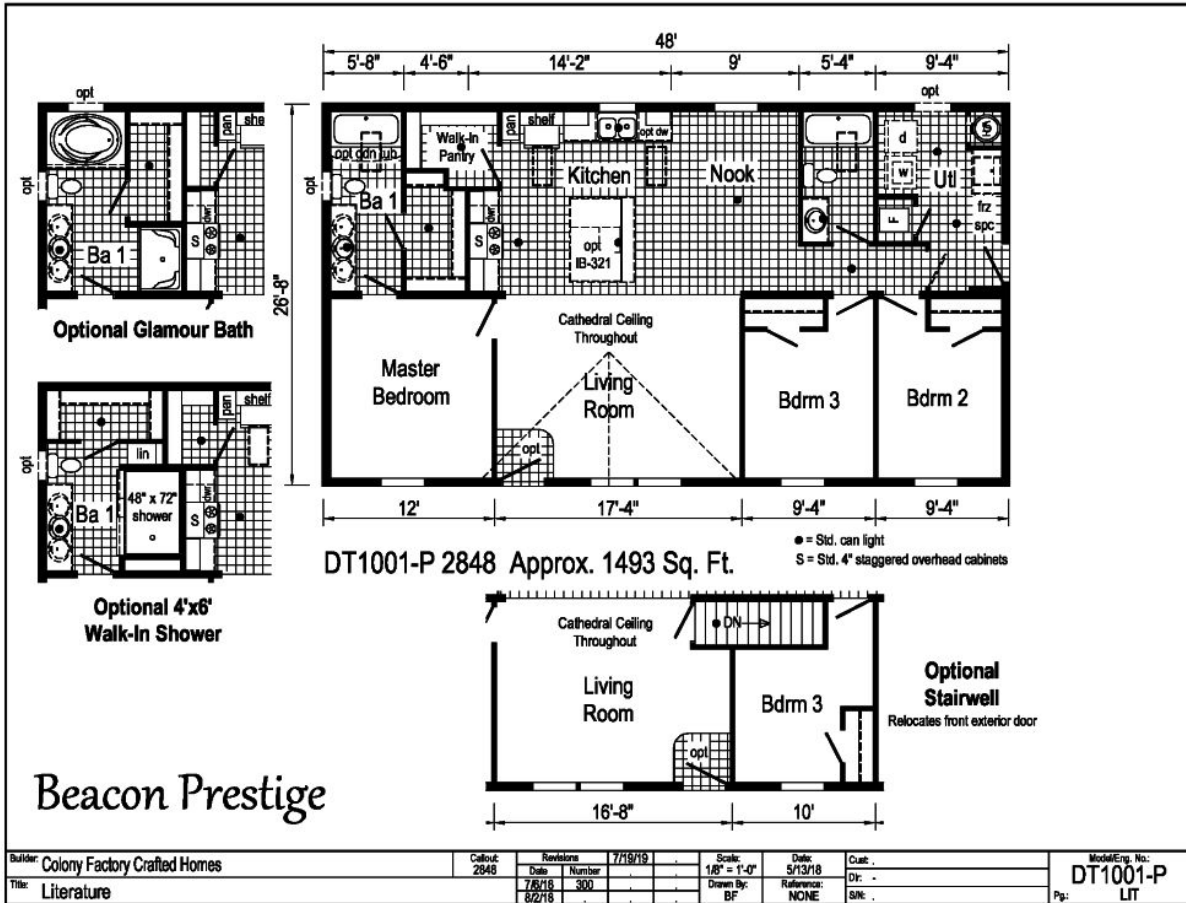 48'
5'-8"
4'-6"
14'-2"
9'
5'-4"
9'-4"
26'-8"
opt
pan
shelf
opt
Ba 1
S
dwr
Optional Glamour Bath
pan
shelf
opt
lin
48" x 72"
shower
Ba 1
S
dwr
Optional 4'x6'
Walk-In Shower
opt
opt gdn tub
Ba 1
Walk-In
Pantry
pan
shelf
S
dwr
Kitchen
opt dw
opt
IB-321
Nook
opt
d
w
Utl
F
frz
spc
Master
Bedroom
Cathedral Ceiling
Throughout
Living
Room
opt
Bdrm 3
Bdrm 2
12'
17'-4"
9'-4"
9'-4"
DT1001-P 2848 Approx. 1493 Sq. Ft.
● = Std. can light
S = Std. 4" staggered overhead cabinets
Cathedral Ceiling
Throughout
DN
Living
Room
opt
Bdrm 3
Optional
Stairwell
Relocates front exterior door
16'-8"
10'
Beacon Prestige
Builder: Colony Factory Crafted Homes
Title: Literature
Callout:
2848
Revisions 7/19/19 .
Date Number . .
7/6/18 300 . .
8/2/18 . . .
Scale:
1/8" = 1'-0"
Drawn By:
BF
Date:
5/13/18
Reference:
NONE
Cust: .
Dlr: -
S/N: .
Model/Eng. No.:
DT1001-P
Pg.: LIT